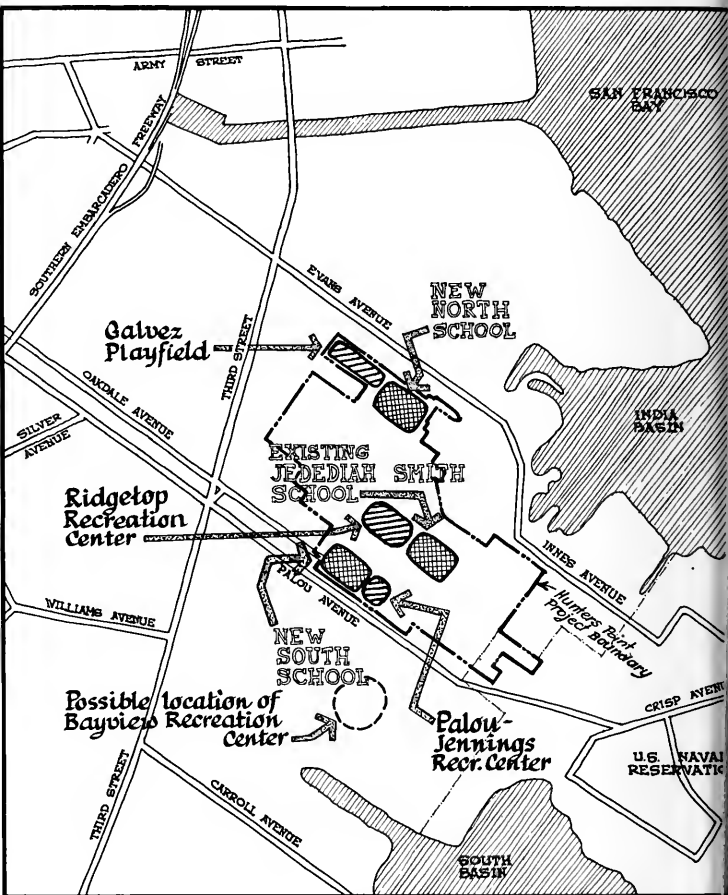 ARMY STREET
SAN FRANCISCO
BAY
SOUTHERN EMBARCADERO FREEWAY
EVANS AVENUE
NEW
NORTH
SCHOOL
Galvez
Playfield
THIRD STREET
OAKDALE AVENUE
SILVER
AVENUE
INDIA
BASIN
EXISTING
JEDEDIAH SMITH
SCHOOL
Ridgetop
Recreation
Center
INNES AVENUE
Hunters Point
Project Boundary
PALOU AVENUE
WILLIAMS AVENUE
NEW
SOUTH
SCHOOL
Possible location of
Bayview Recreation
Center
Palou-
Jennings
Recr. Center
CRISP AVENU
U.S. NAVAL
RESERVATIO
THIRD STREET
CARROLL AVENUE
SOUTH
BASIN